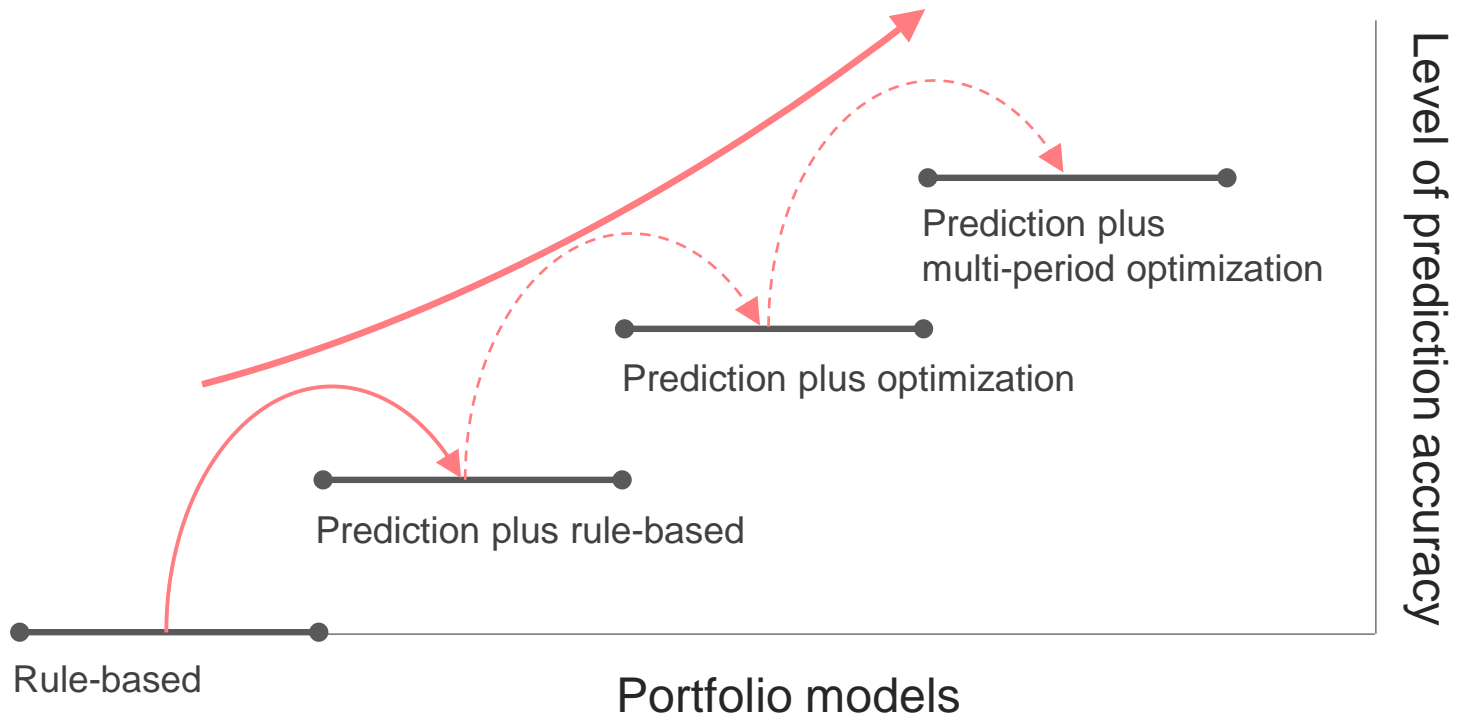 Level of prediction accuracy
Prediction plus
multi-period optimization
Prediction plus optimization
Prediction plus rule-based
Rule-based
Portfolio models